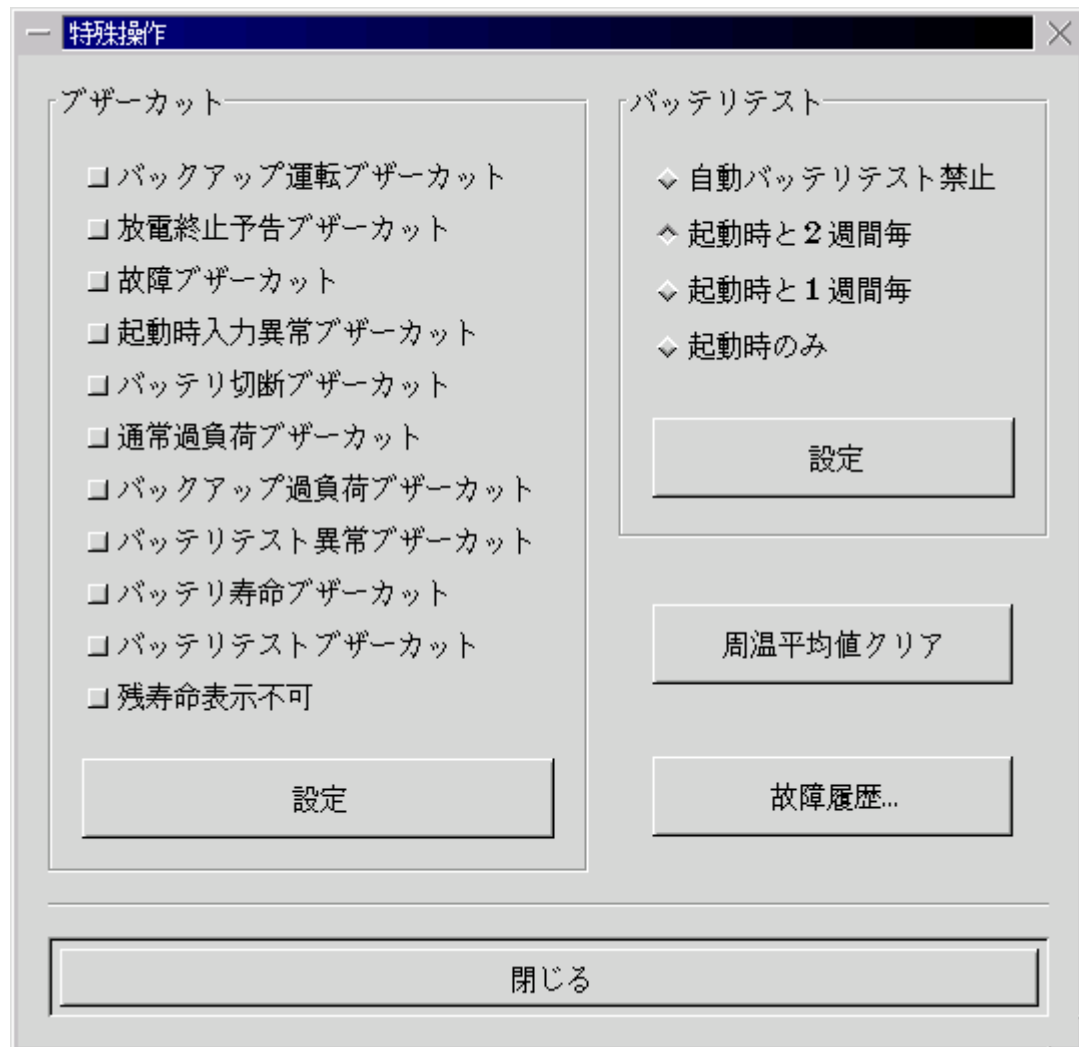 特殊操作
ブザーカット
バックアップ運転ブザーカット
放電終止予告ブザーカット
故障ブザーカット
起動時入力異常ブザーカット
バッテリ切断ブザーカット
通常過負荷ブザーカット
バックアップ過負荷ブザーカット
バッテリテスト異常ブザーカット
バッテリ寿命ブザーカット
バッテリテストブザーカット
残寿命表示不可
設定
バッテリテスト
自動バッテリテスト禁止
起動時と2週間毎
起動時と1週間毎
起動時のみ
設定
周温平均値クリア
故障履歴...
閉じる